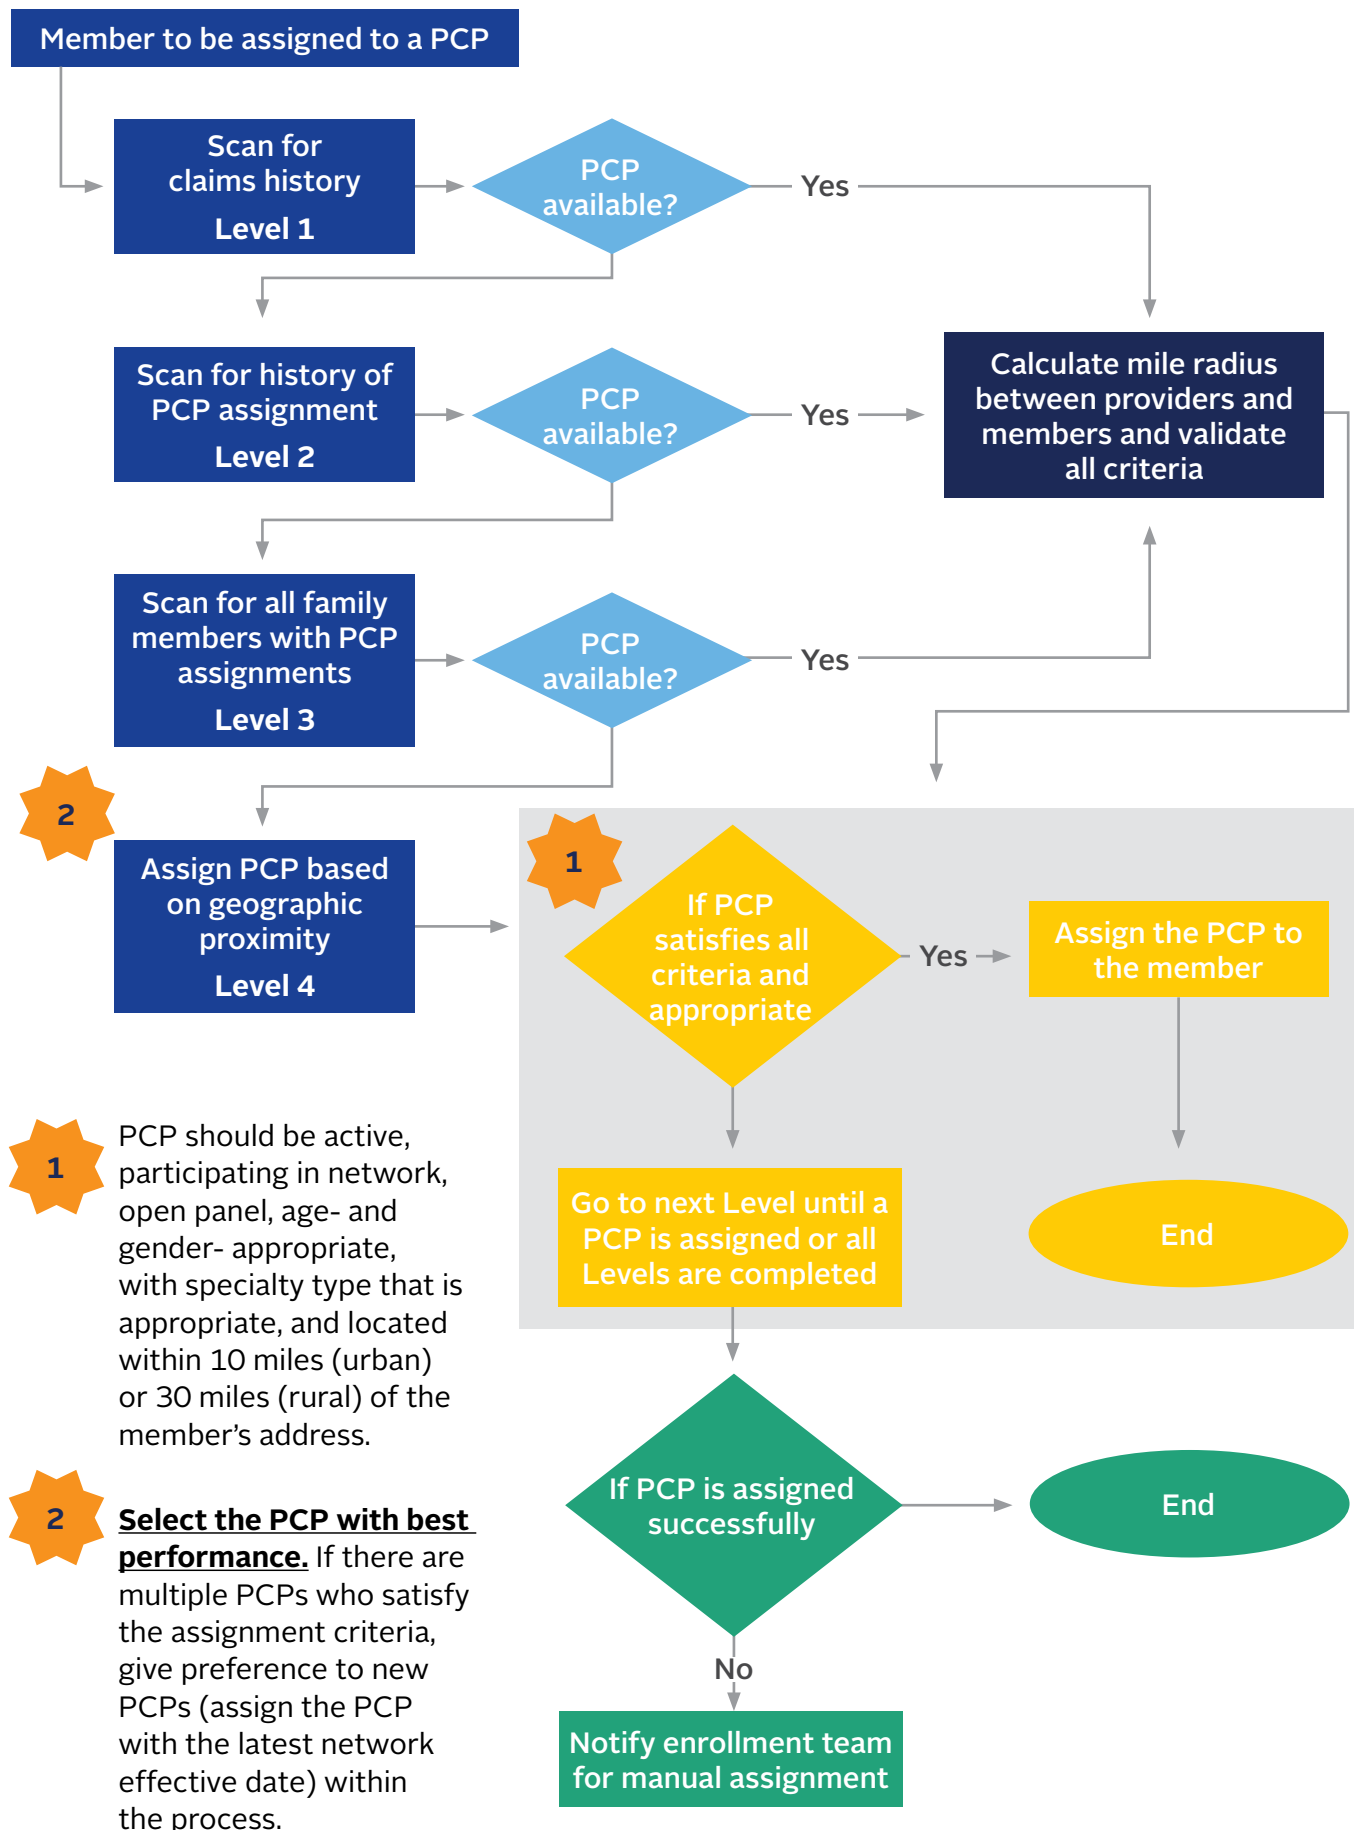 Member to be assigned to a PCP
Scan for
claims history
Level 1
PCP
available?
Yes
Scan for history of
PCP assignment
Level 2
PCP
available?
Yes
Calculate mile radius
between providers and
members and validate
all criteria
Scan for all family
members with PCP
assignments
Level 3
PCP
available?
Yes
2
Assign PCP based
on geographic
proximity
Level 4
1
If PCP
satisfies all
criteria and
appropriate
Yes
Assign the PCP to
the member
Go to next Level until a
PCP is assigned or all
Levels are completed
End
If PCP is assigned
successfully
End
No
Notify enrollment team
for manual assignment
1
PCP should be active,
participating in network,
open panel, age- and
gender- appropriate,
with specialty type that is
appropriate, and located
within 10 miles (urban)
or 30 miles (rural) of the
member’s address.
2
Select the PCP with best
performance. If there are
multiple PCPs who satisfy
the assignment criteria,
give preference to new
PCPs (assign the PCP
with the latest network
effective date) within
the process.